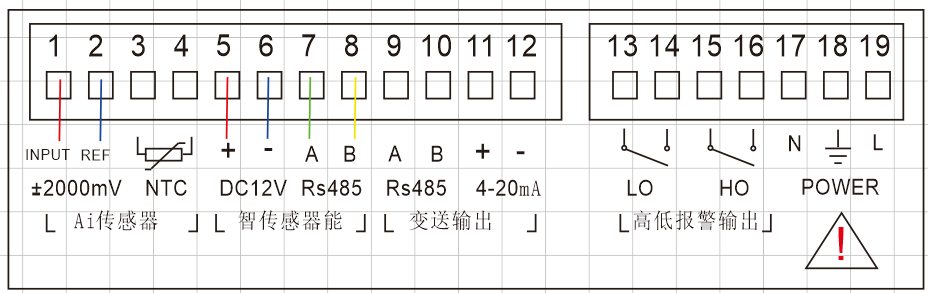 1 2 3 4 5 6 7 8 9 10 11 12 13 14 15 16 17 18 19
INPUT REF + - A B A B + - N L
±2000mV NTC DC12V Rs485 Rs485 4-20mA LO HO POWER
Ai传感器 智传感器能 变送输出 高低报警输出
!